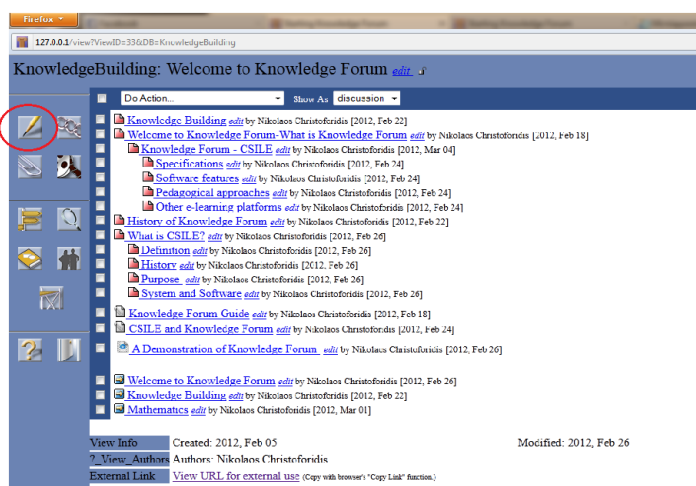 Firefox
127.0.0.1/view?ViewID=33&DB=KnowledgeBuilding
KnowledgeBuilding: Welcome to Knowledge Forum edit
Do Action... Show As discussion
Knowledge Building edit by Nikolaos Christoforidis [2012, Feb 22]
Welcome to Knowledge Forum-What is Knowledge Forum edit by Nikolaos Christoforidis [2012, Feb 18]
Knowledge Forum - CSILE edit by Nikolaos Christoforidis [2012, Mar 04]
Specifications edit by Nikolaos Christoforidis [2012, Feb 24]
Software features edit by Nikolaos Christoforidis [2012, Feb 24]
Pedagogical approaches edit by Nikolaos Christoforidis [2012, Feb 24]
Other e-learning platforms edit by Nikolaos Christoforidis [2012, Feb 24]
History of Knowledge Forum edit by Nikolaos Christoforidis [2012, Feb 22]
What is CSILE? edit by Nikolaos Christoforidis [2012, Feb 26]
Definition edit by Nikolaos Christoforidis [2012, Feb 26]
History edit by Nikolaos Christoforidis [2012, Feb 26]
Purpose edit by Nikolaos Christoforidis [2012, Feb 26]
System and Software edit by Nikolaos Christoforidis [2012, Feb 26]
Knowledge Forum Guide edit by Nikolaos Christoforidis [2012, Feb 18]
CSILE and Knowledge Forum edit by Nikolaos Christoforidis [2012, Feb 24]
A Demonstration of Knowledge Forum edit by Nikolaos Christoforidis [2012, Feb 26]
Welcome to Knowledge Forum edit by Nikolaos Christoforidis [2012, Feb 26]
Knowledge Building edit by Nikolaos Christoforidis [2012, Feb 22]
Mathematics edit by Nikolaos Christoforidis [2012, Mar 01]
View Info Created: 2012, Feb 05 Modified: 2012, Feb 26
?_View_Authors Authors: Nikolaos Christoforidis
External Link View URL for external use (Copy with browser's "Copy Link" function.)